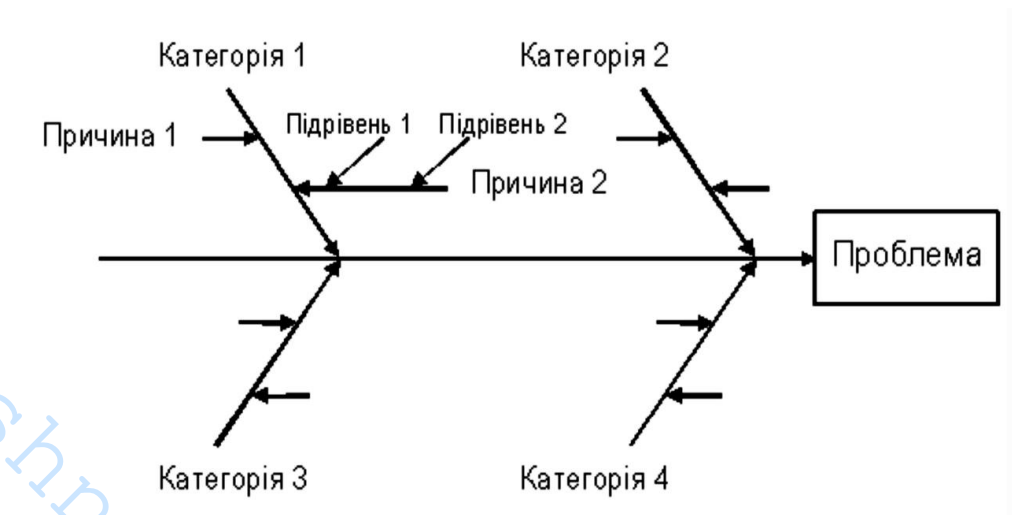 Категорія 1
Категорія 2
Причина 1
Підрівень 1
Підрівень 2
Причина 2
Проблема
Категорія 3
Категорія 4